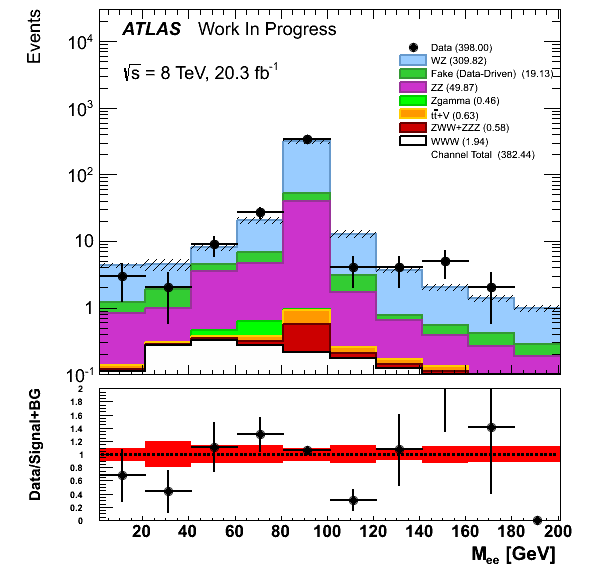 Events
ATLAS Work In Progress
√s = 8 TeV, 20.3 fb⁻¹
Data (398.00)
WZ (309.82)
Fake (Data-Driven) (19.13)
ZZ (49.87)
Zgamma (0.46)
tt̄+V (0.63)
ZWW+ZZZ (0.58)
WWW (1.94)
Channel Total (382.44)
10⁴
10³
10²
10
1
10⁻¹
Data/Signal+BG
2
1.8
1.6
1.4
1.2
1
0.8
0.6
0.4
0.2
0
20 40 60 80 100 120 140 160 180 200
Mee [GeV]